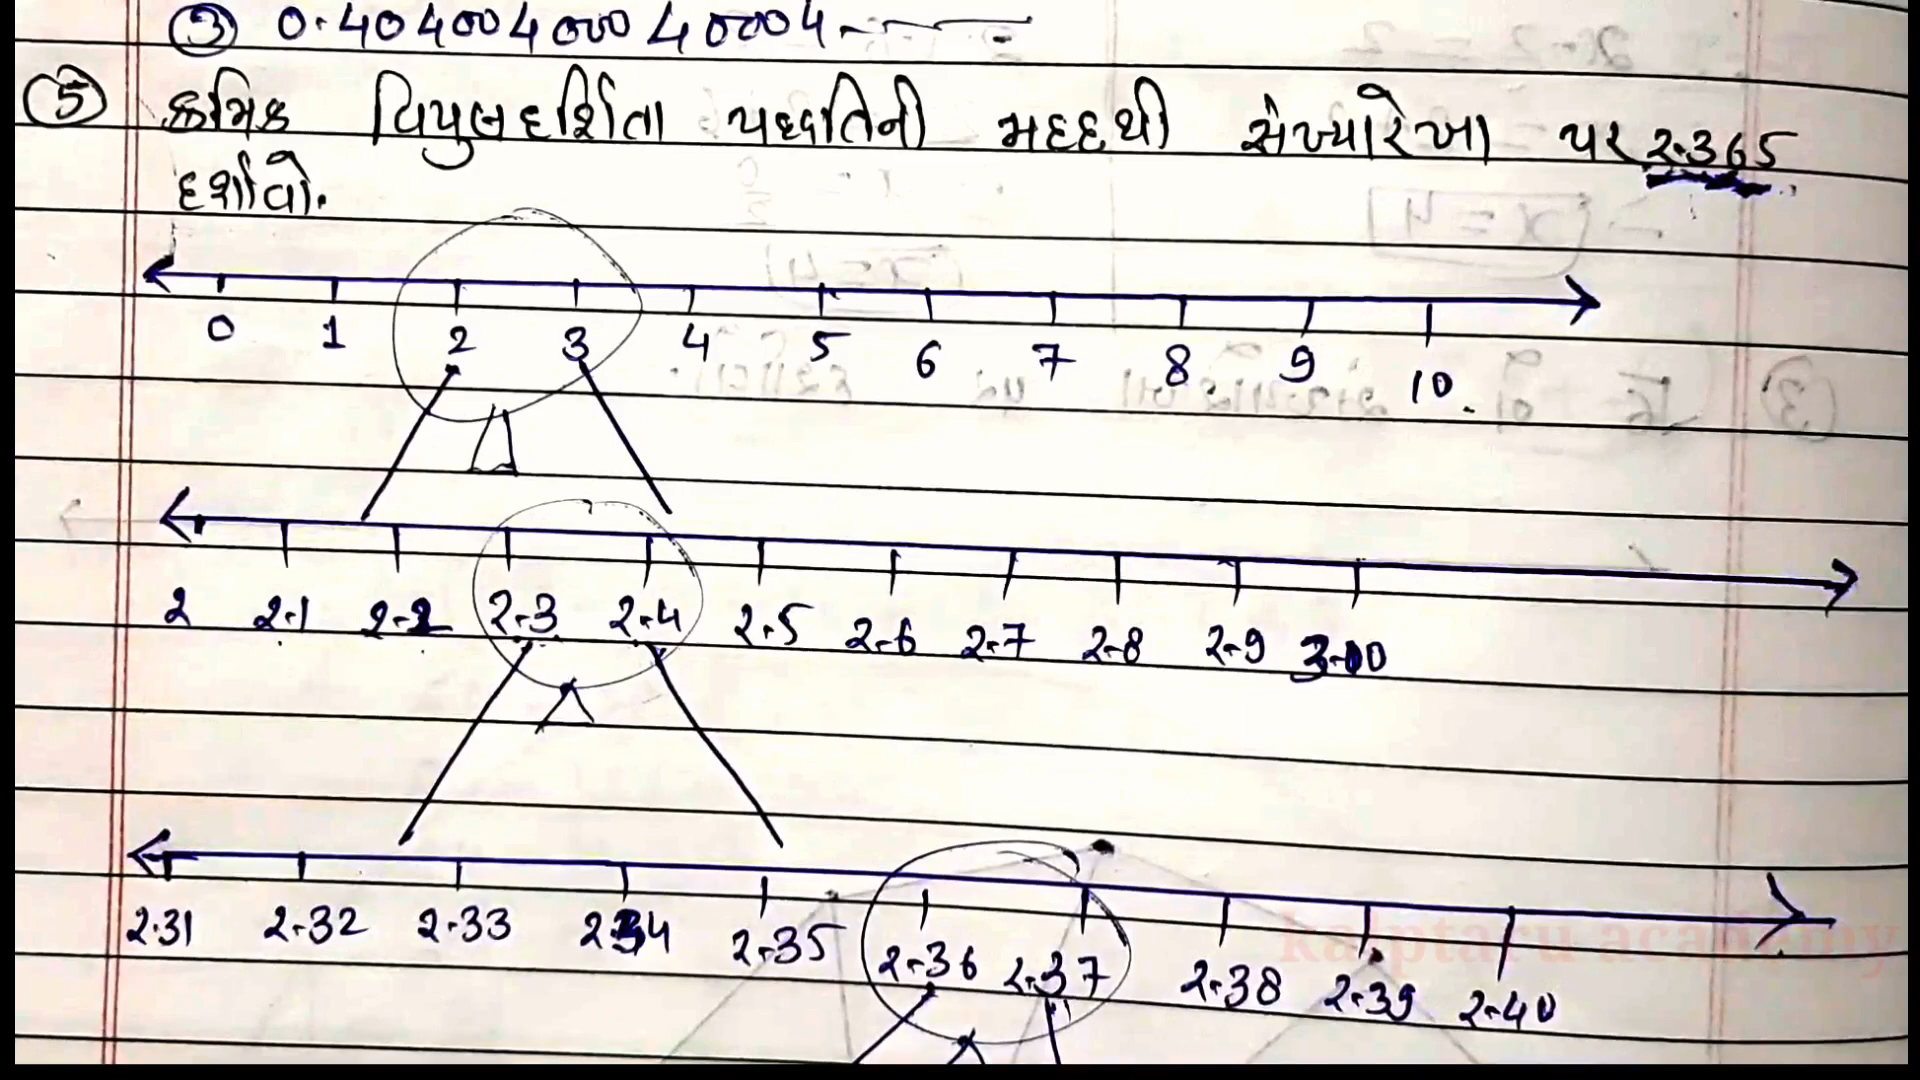 ③ 0.404004000400004
⑤ ક્રમિક વિપુલદર્શિતા પધ્ધતિની મદદથી સંખ્યારેખા પર 2.365
દર્શાવો.
0 1 2 3 4 5 6 7 8 9 10
2 2.1 2.2 2.3 2.4 2.5 2.6 2.7 2.8 2.9 3.00
2.31 2.32 2.33 2.34 2.35 2.36 2.37 2.38 2.39 2.40
kalptaru academy